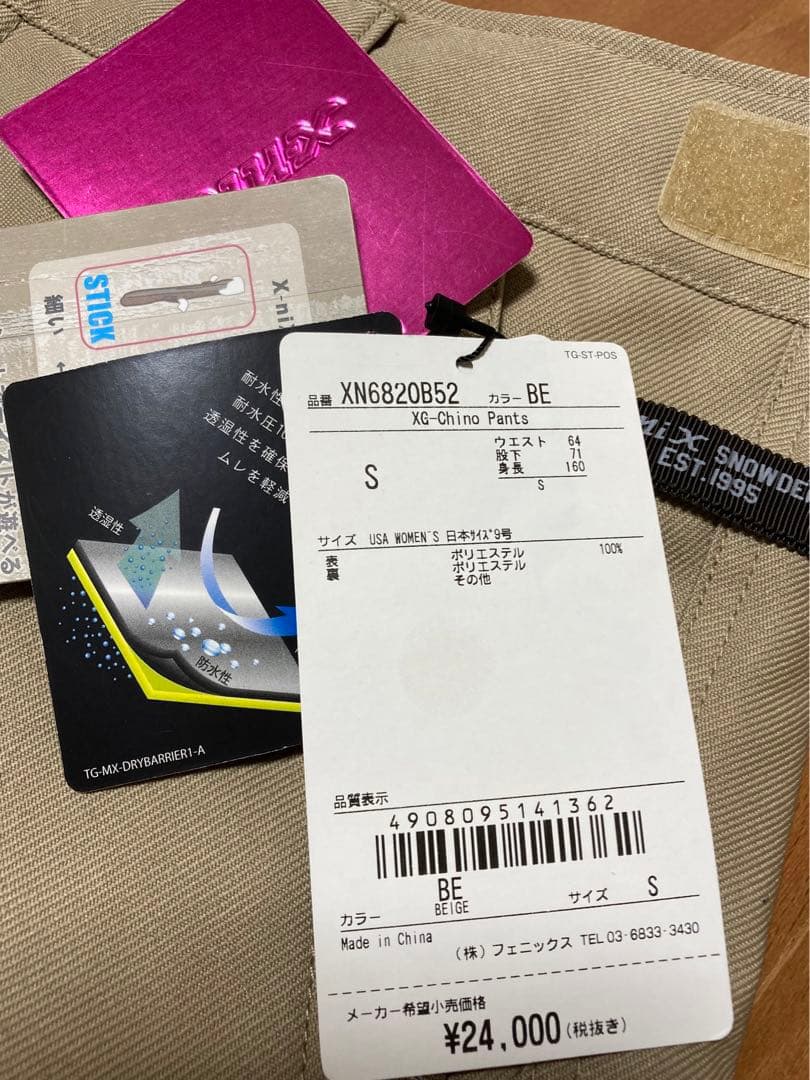 X-nix
STICK
細い
耐水性
耐水圧10
透湿性を確保
ムレを軽減
透湿性
防水性
TG-MX-DRYBARRIER1-A
TG-ST-POS
品番 XN6820B52 カラー BE
XG-Chino Pants
S
ウエスト 64
股下 71
身長 160
S
サイズ USA WOMEN'S 日本ｻｲｽﾞ9号
表 ポリエステル 100%
裏 ポリエステル
その他
品質表示
4908095141362
カラー BE サイズ S
BEIGE
Made in China
(株) フェニックス TEL 03-6833-3430
メーカー希望小売価格
¥24,000(税抜き)
SNOWDE
EST 1995